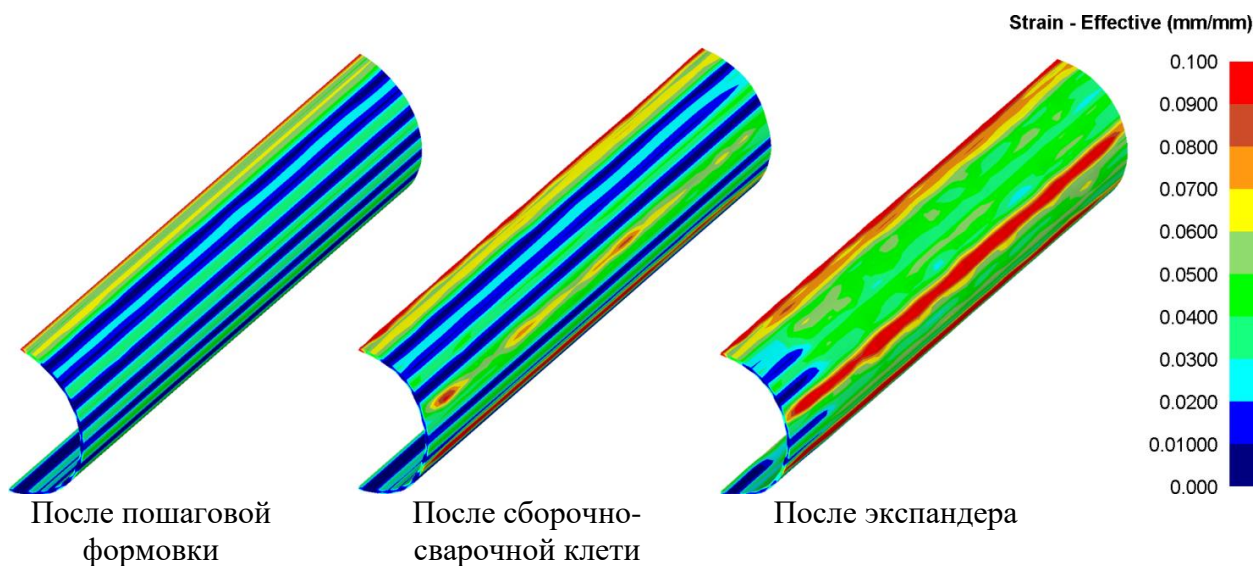 Strain - Effective (mm/mm)
0.100
0.0900
0.0800
0.0700
0.0600
0.0500
0.0400
0.0300
0.0200
0.01000
0.000
После пошаговой
формовки
После сборочно-
сварочной клети
После экспандера